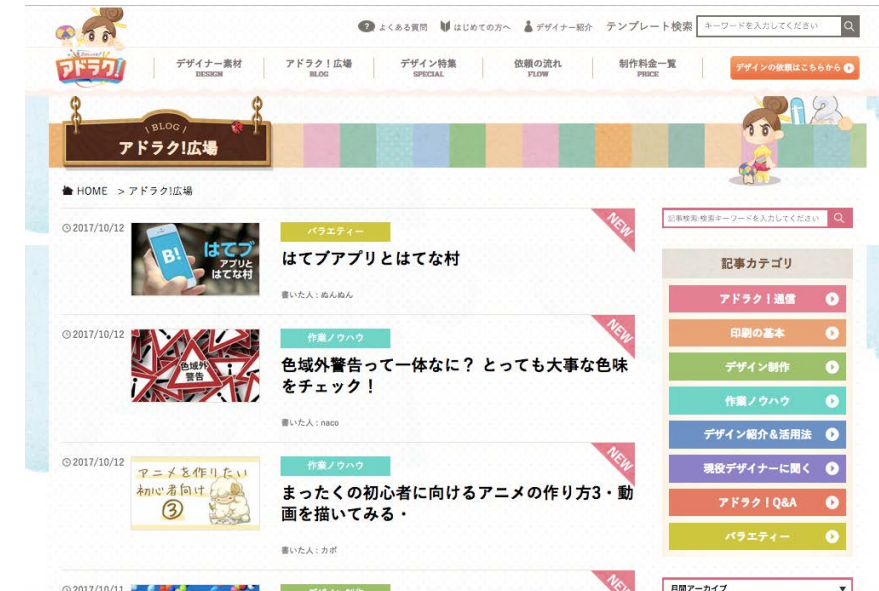 よくある質問
はじめての方へ
デザイナー紹介
テンプレート検索
キーワードを入力してください
アドラク!
デザイナー素材
DESIGN
アドラク!広場
BLOG
デザイン特集
SPECIAL
依頼の流れ
FLOW
制作料金一覧
PRICE
デザインの依頼はこちらから
BLOG
アドラク!広場
HOME > アドラク!広場
2017/10/12
はてブ
アプリと
はてな村
B!
バラエティー
はてブアプリとはてな村
書いた人 : ぬんぬん
NEW
2017/10/12
色域外
警告
作業ノウハウ
色域外警告って一体なに? とっても大事な色味
をチェック!
書いた人 : naco
NEW
2017/10/12
アニメを作りたい
初心者向け
③
作業ノウハウ
まったくの初心者に向けるアニメの作り方3・動
画を描いてみる・
書いた人 : カポ
NEW
2017/10/11
デザイン制作
NEW
記事検索:検索キーワードを入力してください
記事カテゴリ
アドラク!通信
印刷の基本
デザイン制作
作業ノウハウ
デザイン紹介&活用法
現役デザイナーに聞く
アドラク!Q&A
バラエティー
月間アーカイブ